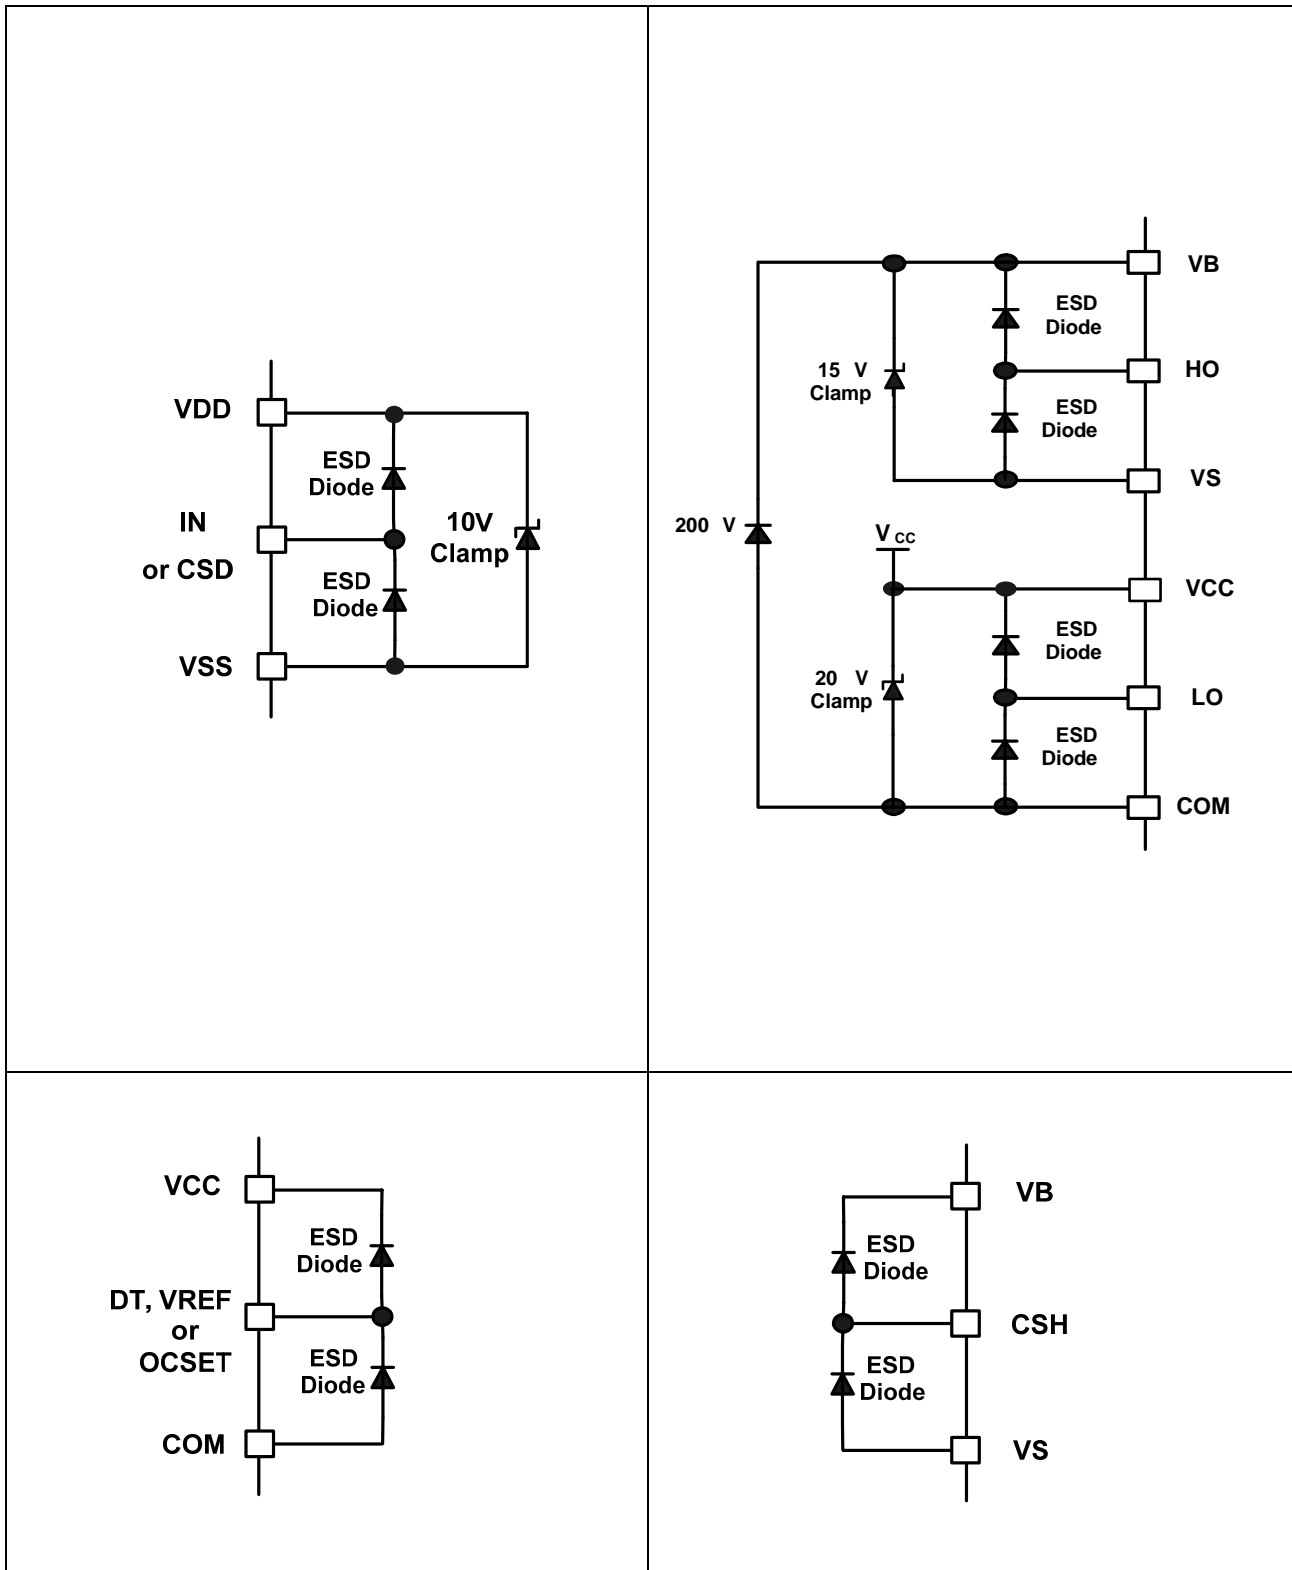 VDD
ESD
Diode
IN
or CSD
10V
Clamp
ESD
Diode
VSS
VB
ESD
Diode
15 V
Clamp
HO
ESD
Diode
VS
200 V
VCC
VCC
ESD
Diode
20 V
Clamp
LO
ESD
Diode
COM
VCC
ESD
Diode
DT, VREF
or
OCSET
ESD
Diode
COM
VB
ESD
Diode
CSH
ESD
Diode
VS